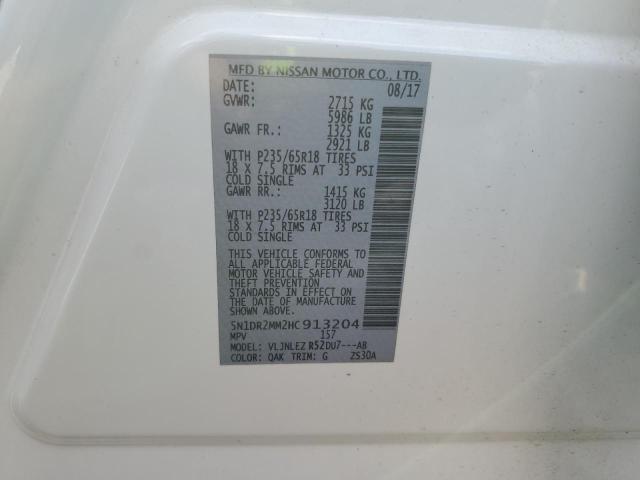 MFD BY NISSAN MOTOR CO., LTD.
DATE: 08/17
GVWR: 2715 KG
5986 LB
GAWR FR.: 1325 KG
2921 LB
WITH P235/65R18 TIRES
18 X 7.5 RIMS AT 33 PSI
COLD SINGLE
GAWR RR.: 1415 KG
3120 LB
WITH P235/65R18 TIRES
18 X 7.5 RIMS AT 33 PSI
COLD SINGLE
THIS VEHICLE CONFORMS TO
ALL APPLICABLE FEDERAL
MOTOR VEHICLE SAFETY AND
THEFT PREVENTION
STANDARDS IN EFFECT ON
THE DATE OF MANUFACTURE
SHOWN ABOVE.
5N1DR2MM2HC913204
MPV 157
MODEL: VLJNLEZ R52DU7---AB
COLOR: QAK TRIM: G ZS30A